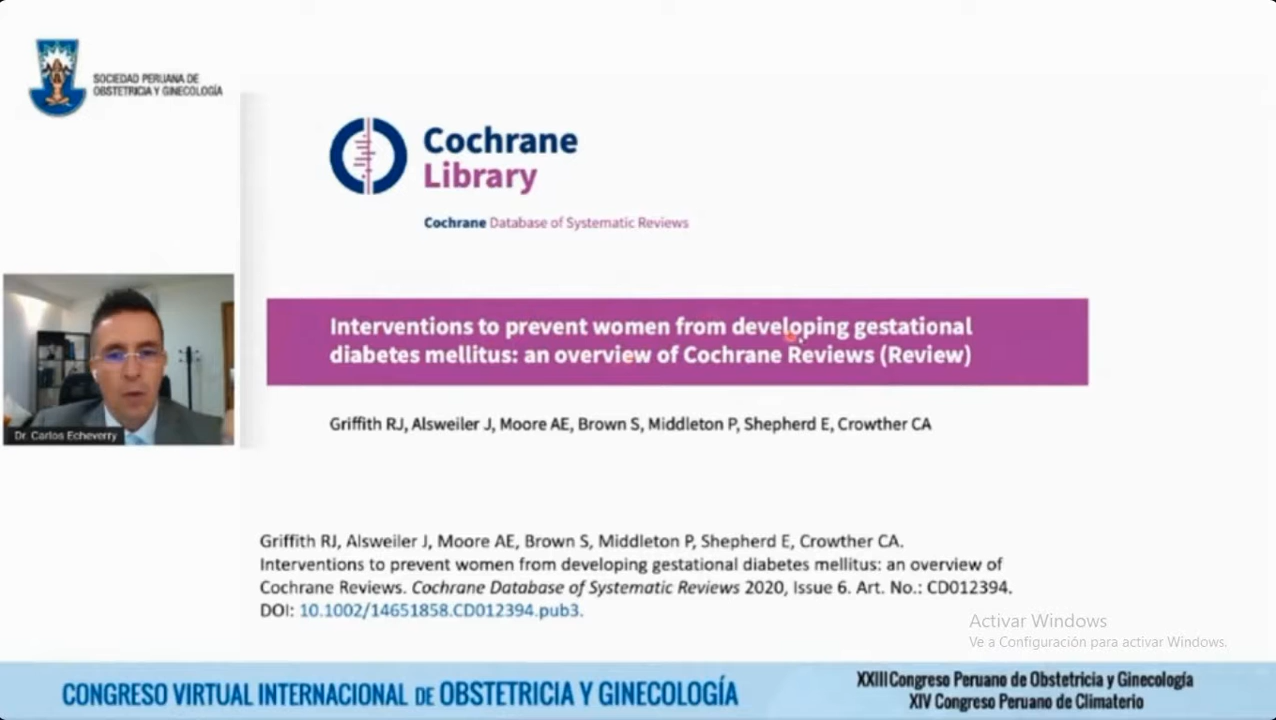 SOCIEDAD PERUANA DE
OBSTETRICIA Y GINECOLOGÍA
Cochrane
Library
Cochrane Database of Systematic Reviews
Interventions to prevent women from developing gestational
diabetes mellitus: an overview of Cochrane Reviews (Review)
Griffith RJ, Alsweiler J, Moore AE, Brown S, Middleton P, Shepherd E, Crowther CA
Dr. Carlos Echeverry
Griffith RJ, Alsweiler J, Moore AE, Brown S, Middleton P, Shepherd E, Crowther CA.
Interventions to prevent women from developing gestational diabetes mellitus: an overview of
Cochrane Reviews. Cochrane Database of Systematic Reviews 2020, Issue 6. Art. No.: CD012394.
DOI: 10.1002/14651858.CD012394.pub3.
Activar Windows
Ve a Configuración para activar Windows.
CONGRESO VIRTUAL INTERNACIONAL DE OBSTETRICIA Y GINECOLOGÍA
XXIII Congreso Peruano de Obstetricia y Ginecología
XIV Congreso Peruano de Climaterio